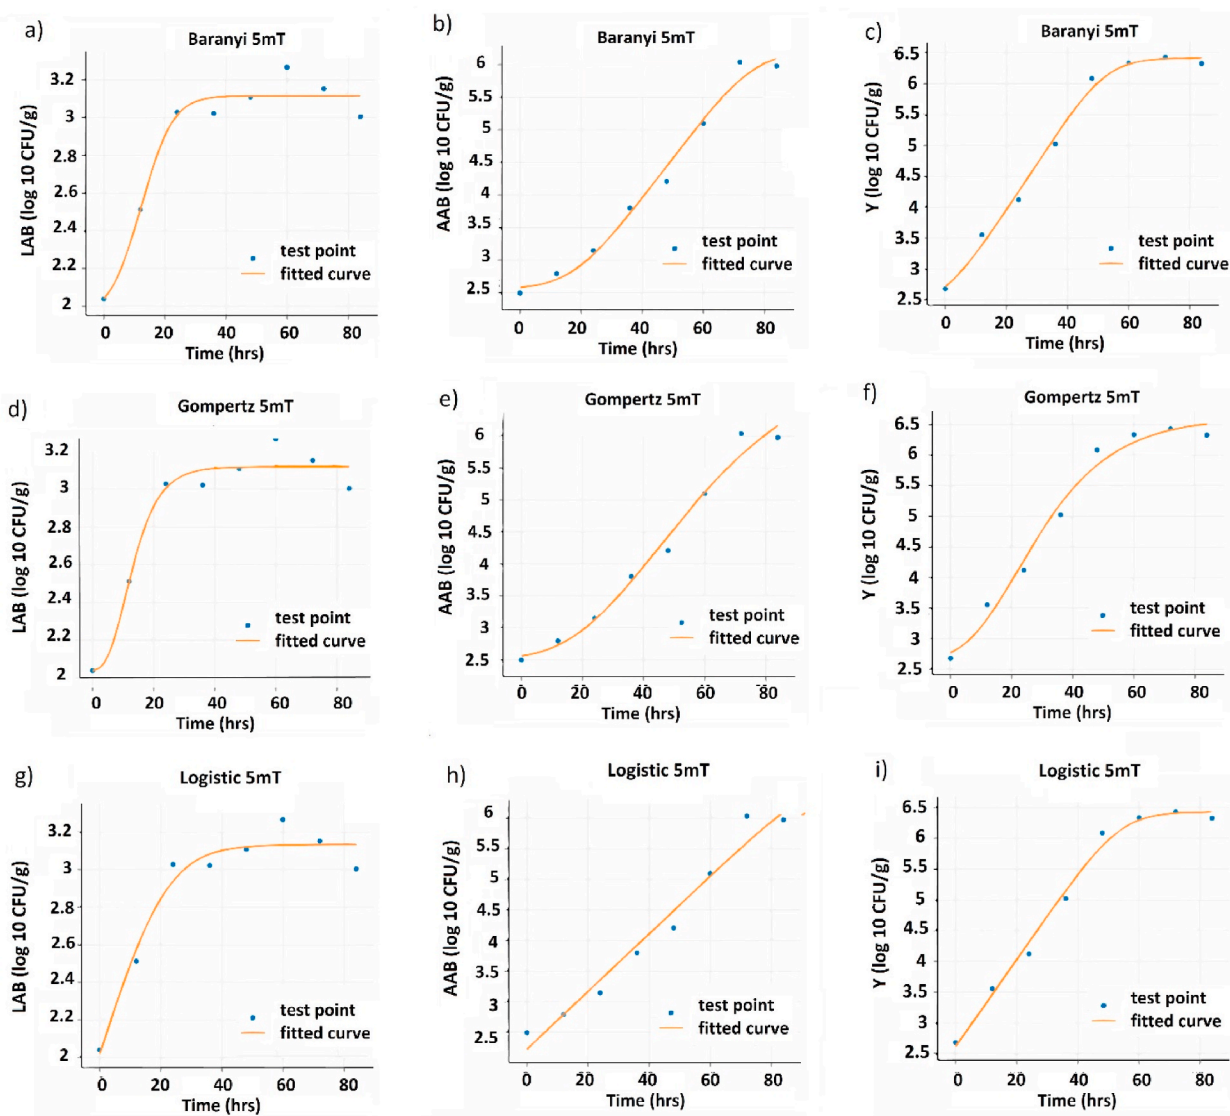 a)
Baranyi 5mT
LAB (log 10 CFU/g)
3.2
3
2.8
2.6
2.4
2.2
2
test point
fitted curve
0 20 40 60 80
Time (hrs)
b)
Baranyi 5mT
AAB (log 10 CFU/g)
6
5.5
5
4.5
4
3.5
3
2.5
test point
fitted curve
0 20 40 60 80
Time (hrs)
c)
Baranyi 5mT
Y (log 10 CFU/g)
6.5
6
5.5
5
4.5
4
3.5
3
2.5
test point
fitted curve
0 20 40 60 80
Time (hrs)
d)
Gompertz 5mT
LAB (log 10 CFU/g)
3.2
3
2.8
2.6
2.4
2.2
2
test point
fitted curve
0 20 40 60 80
Time (hrs)
e)
Gompertz 5mT
AAB (log 10 CFU/g)
6
5.5
5
4.5
4
3.5
3
2.5
test point
fitted curve
0 20 40 60 80
Time (hrs)
f)
Gompertz 5mT
Y (log 10 CFU/g)
6.5
6
5.5
5
4.5
4
3.5
3
2.5
test point
fitted curve
0 20 40 60 80
Time (hrs)
g)
Logistic 5mT
LAB (log 10 CFU/g)
3.2
3
2.8
2.6
2.4
2.2
2
test point
fitted curve
0 20 40 60 80
Time (hrs)
h)
Logistic 5mT
AAB (log 10 CFU/g)
6
5.5
5
4.5
4
3.5
3
2.5
test point
fitted curve
0 20 40 60 80
Time (hrs)
i)
Logistic 5mT
Y (log 10 CFU/g)
6.5
6
5.5
5
4.5
4
3.5
3
2.5
test point
fitted curve
0 20 40 60 80
Time (hrs)